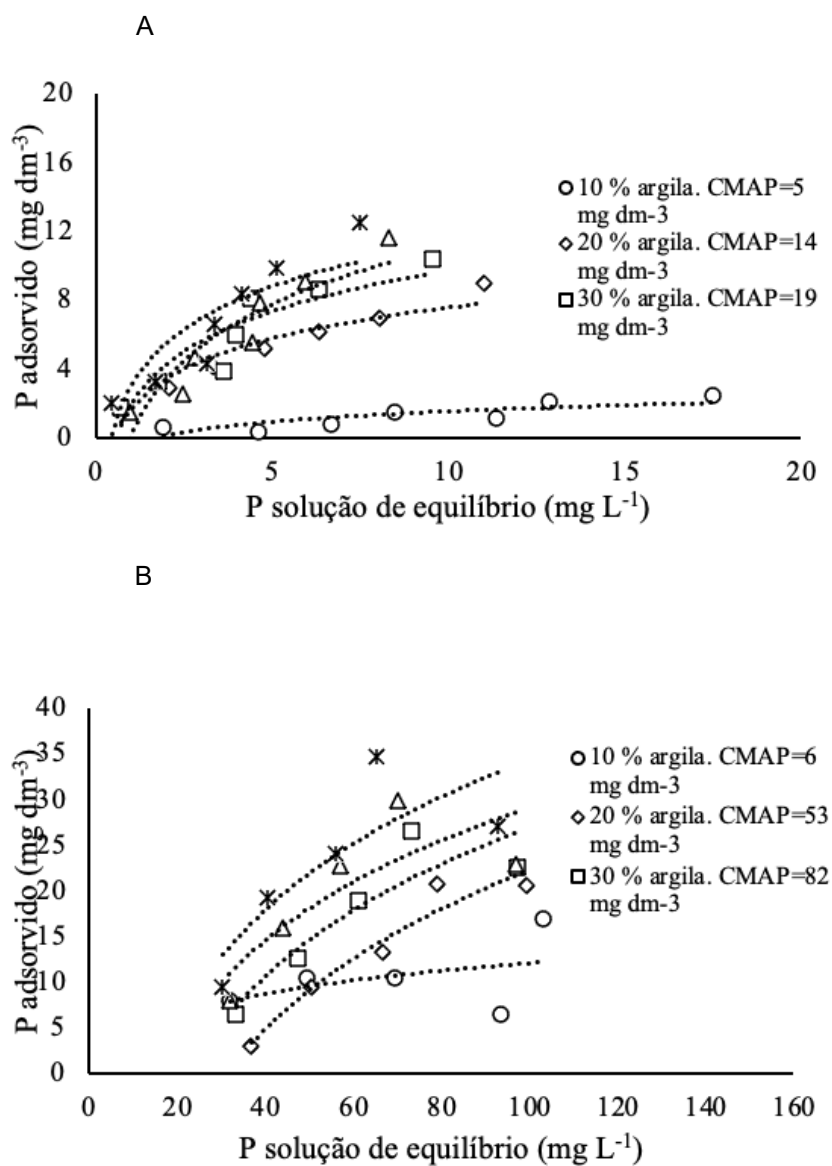 A
P adsorvido (mg dm-3)
20
16
12
8
4
0
0 5 10 15 20
P solução de equilíbrio (mg L-1)
10 % argila. CMAP=5
mg dm-3
20 % argila. CMAP=14
mg dm-3
30 % argila. CMAP=19
mg dm-3
B
P adsorvido (mg dm-3)
40
35
30
25
20
15
10
5
0
0 20 40 60 80 100 120 140 160
P solução de equilíbrio (mg L-1)
10 % argila. CMAP=6
mg dm-3
20 % argila. CMAP=53
mg dm-3
30 % argila. CMAP=82
mg dm-3